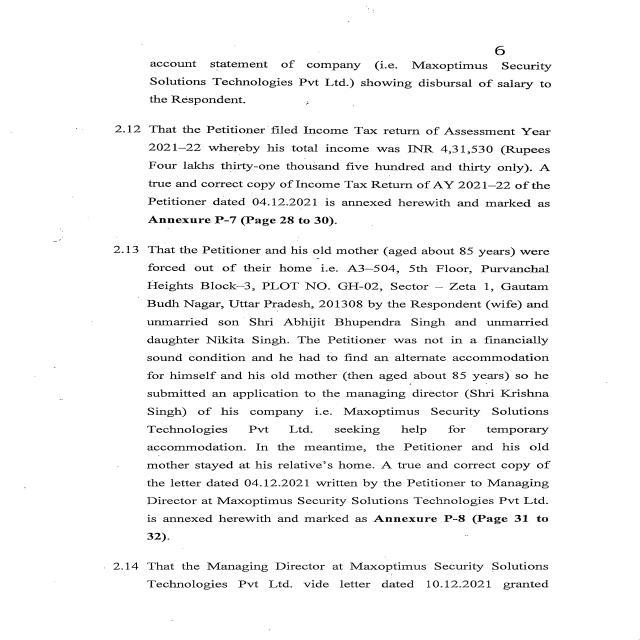 6
account statement of company (i.e. Maxoptimus Security
Solutions Technologies Pvt Ltd.) showing disbursal of salary to
the Respondent.
2.12 That the Petitioner filed Income Tax return of Assessment Year
2021–22 whereby his total income was INR 4,31,530 (Rupees
Four lakhs thirty-one thousand five hundred and thirty only). A
true and correct copy of Income Tax Return of AY 2021–22 of the
Petitioner dated 04.12.2021 is annexed herewith and marked as
Annexure P-7 (Page 28 to 30).
2.13 That the Petitioner and his old mother (aged about 85 years) were
forced out of their home i.e. A3–504, 5th Floor, Purvanchal
Heights Block–3, PLOT NO. GH-02, Sector – Zeta 1, Gautam
Budh Nagar, Uttar Pradesh, 201308 by the Respondent (wife) and
unmarried son Shri Abhijit Bhupendra Singh and unmarried
daughter Nikita Singh. The Petitioner was not in a financially
sound condition and he had to find an alternate accommodation
for himself and his old mother (then aged about 85 years) so he
submitted an application to the managing director (Shri Krishna
Singh) of his company i.e. Maxoptimus Security Solutions
Technologies Pvt Ltd. seeking help for temporary
accommodation. In the meantime, the Petitioner and his old
mother stayed at his relative's home. A true and correct copy of
the letter dated 04.12.2021 written by the Petitioner to Managing
Director at Maxoptimus Security Solutions Technologies Pvt Ltd.
is annexed herewith and marked as Annexure P-8 (Page 31 to
32).
2.14 That the Managing Director at Maxoptimus Security Solutions
Technologies Pvt Ltd. vide letter dated 10.12.2021 granted